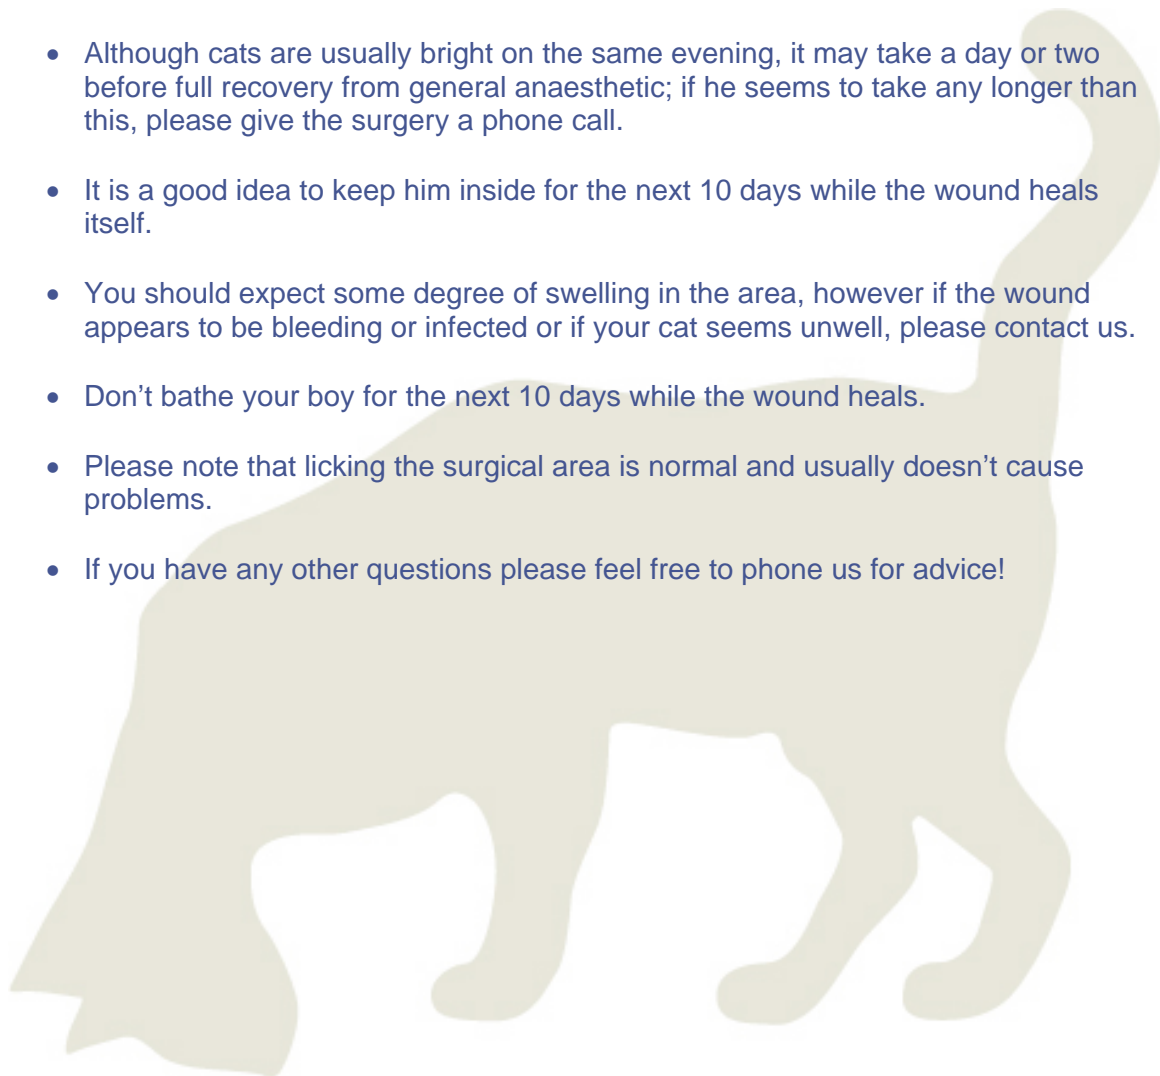 • Although cats are usually bright on the same evening, it may take a day or two
before full recovery from general anaesthetic; if he seems to take any longer than
this, please give the surgery a phone call.
• It is a good idea to keep him inside for the next 10 days while the wound heals
itself.
• You should expect some degree of swelling in the area, however if the wound
appears to be bleeding or infected or if your cat seems unwell, please contact us.
• Don’t bathe your boy for the next 10 days while the wound heals.
• Please note that licking the surgical area is normal and usually doesn’t cause
problems.
• If you have any other questions please feel free to phone us for advice!